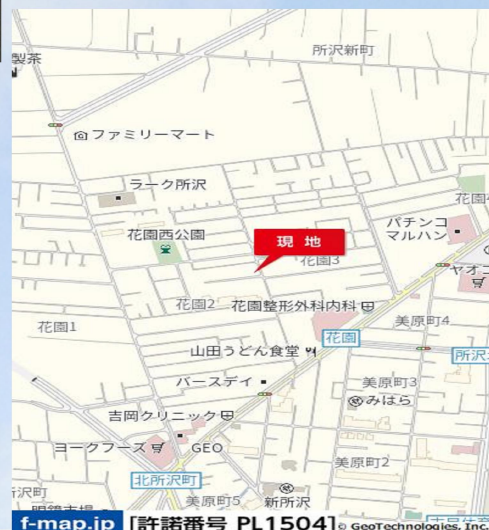 所沢新町
製茶
ファミリーマート
ラーク所沢
花園
花園西公園
パチンコ
マルハン
現 地
花園3
ヤオコ
花園2
花園整形外科内科
花園1
美原町4
花園
山田うどん食堂
所沢
バースデイ
美原町3
みはら
吉岡クリニック
ヨークフーズ
GEO
美原町2
北所沢町
沢町
美原町5
新所沢
f-map.jp [許諾番号 PL1504] © GeoTechnologies, Inc.